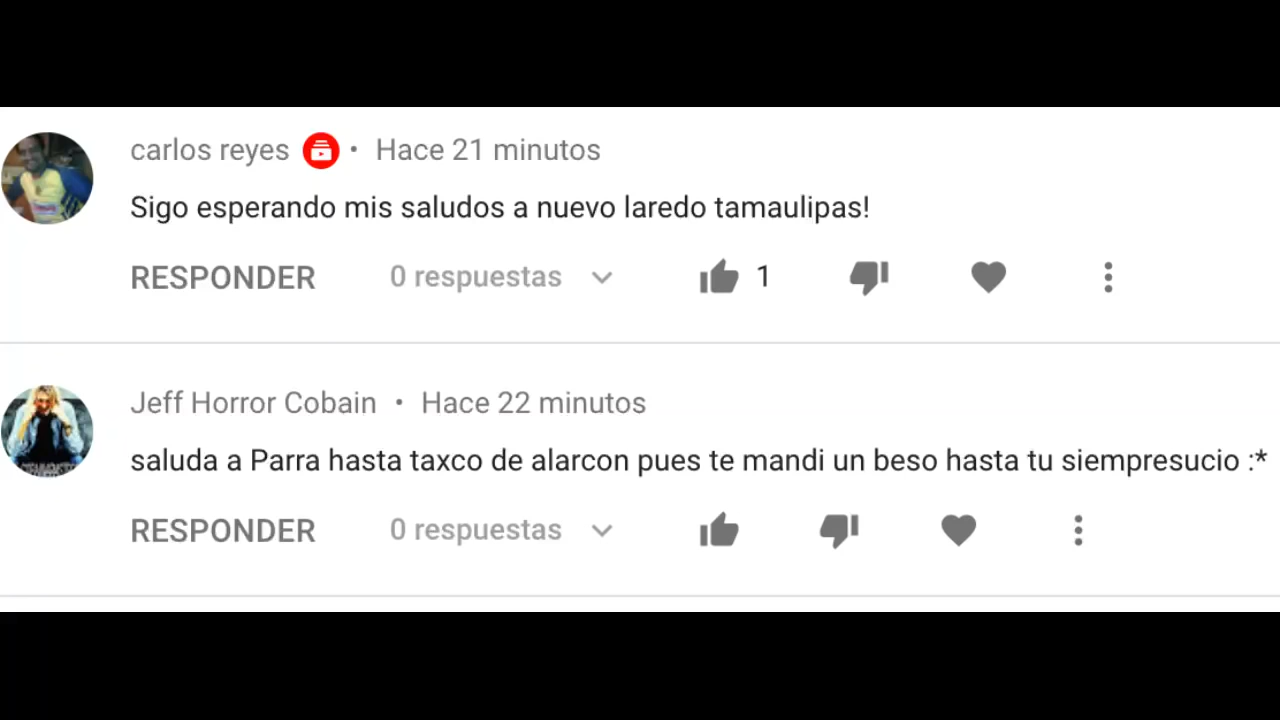 carlos reyes • Hace 21 minutos
Sigo esperando mis saludos a nuevo laredo tamaulipas!
RESPONDER 0 respuestas 1
Jeff Horror Cobain • Hace 22 minutos
saluda a Parra hasta taxco de alarcon pues te mandi un beso hasta tu siempresucio :*
RESPONDER 0 respuestas